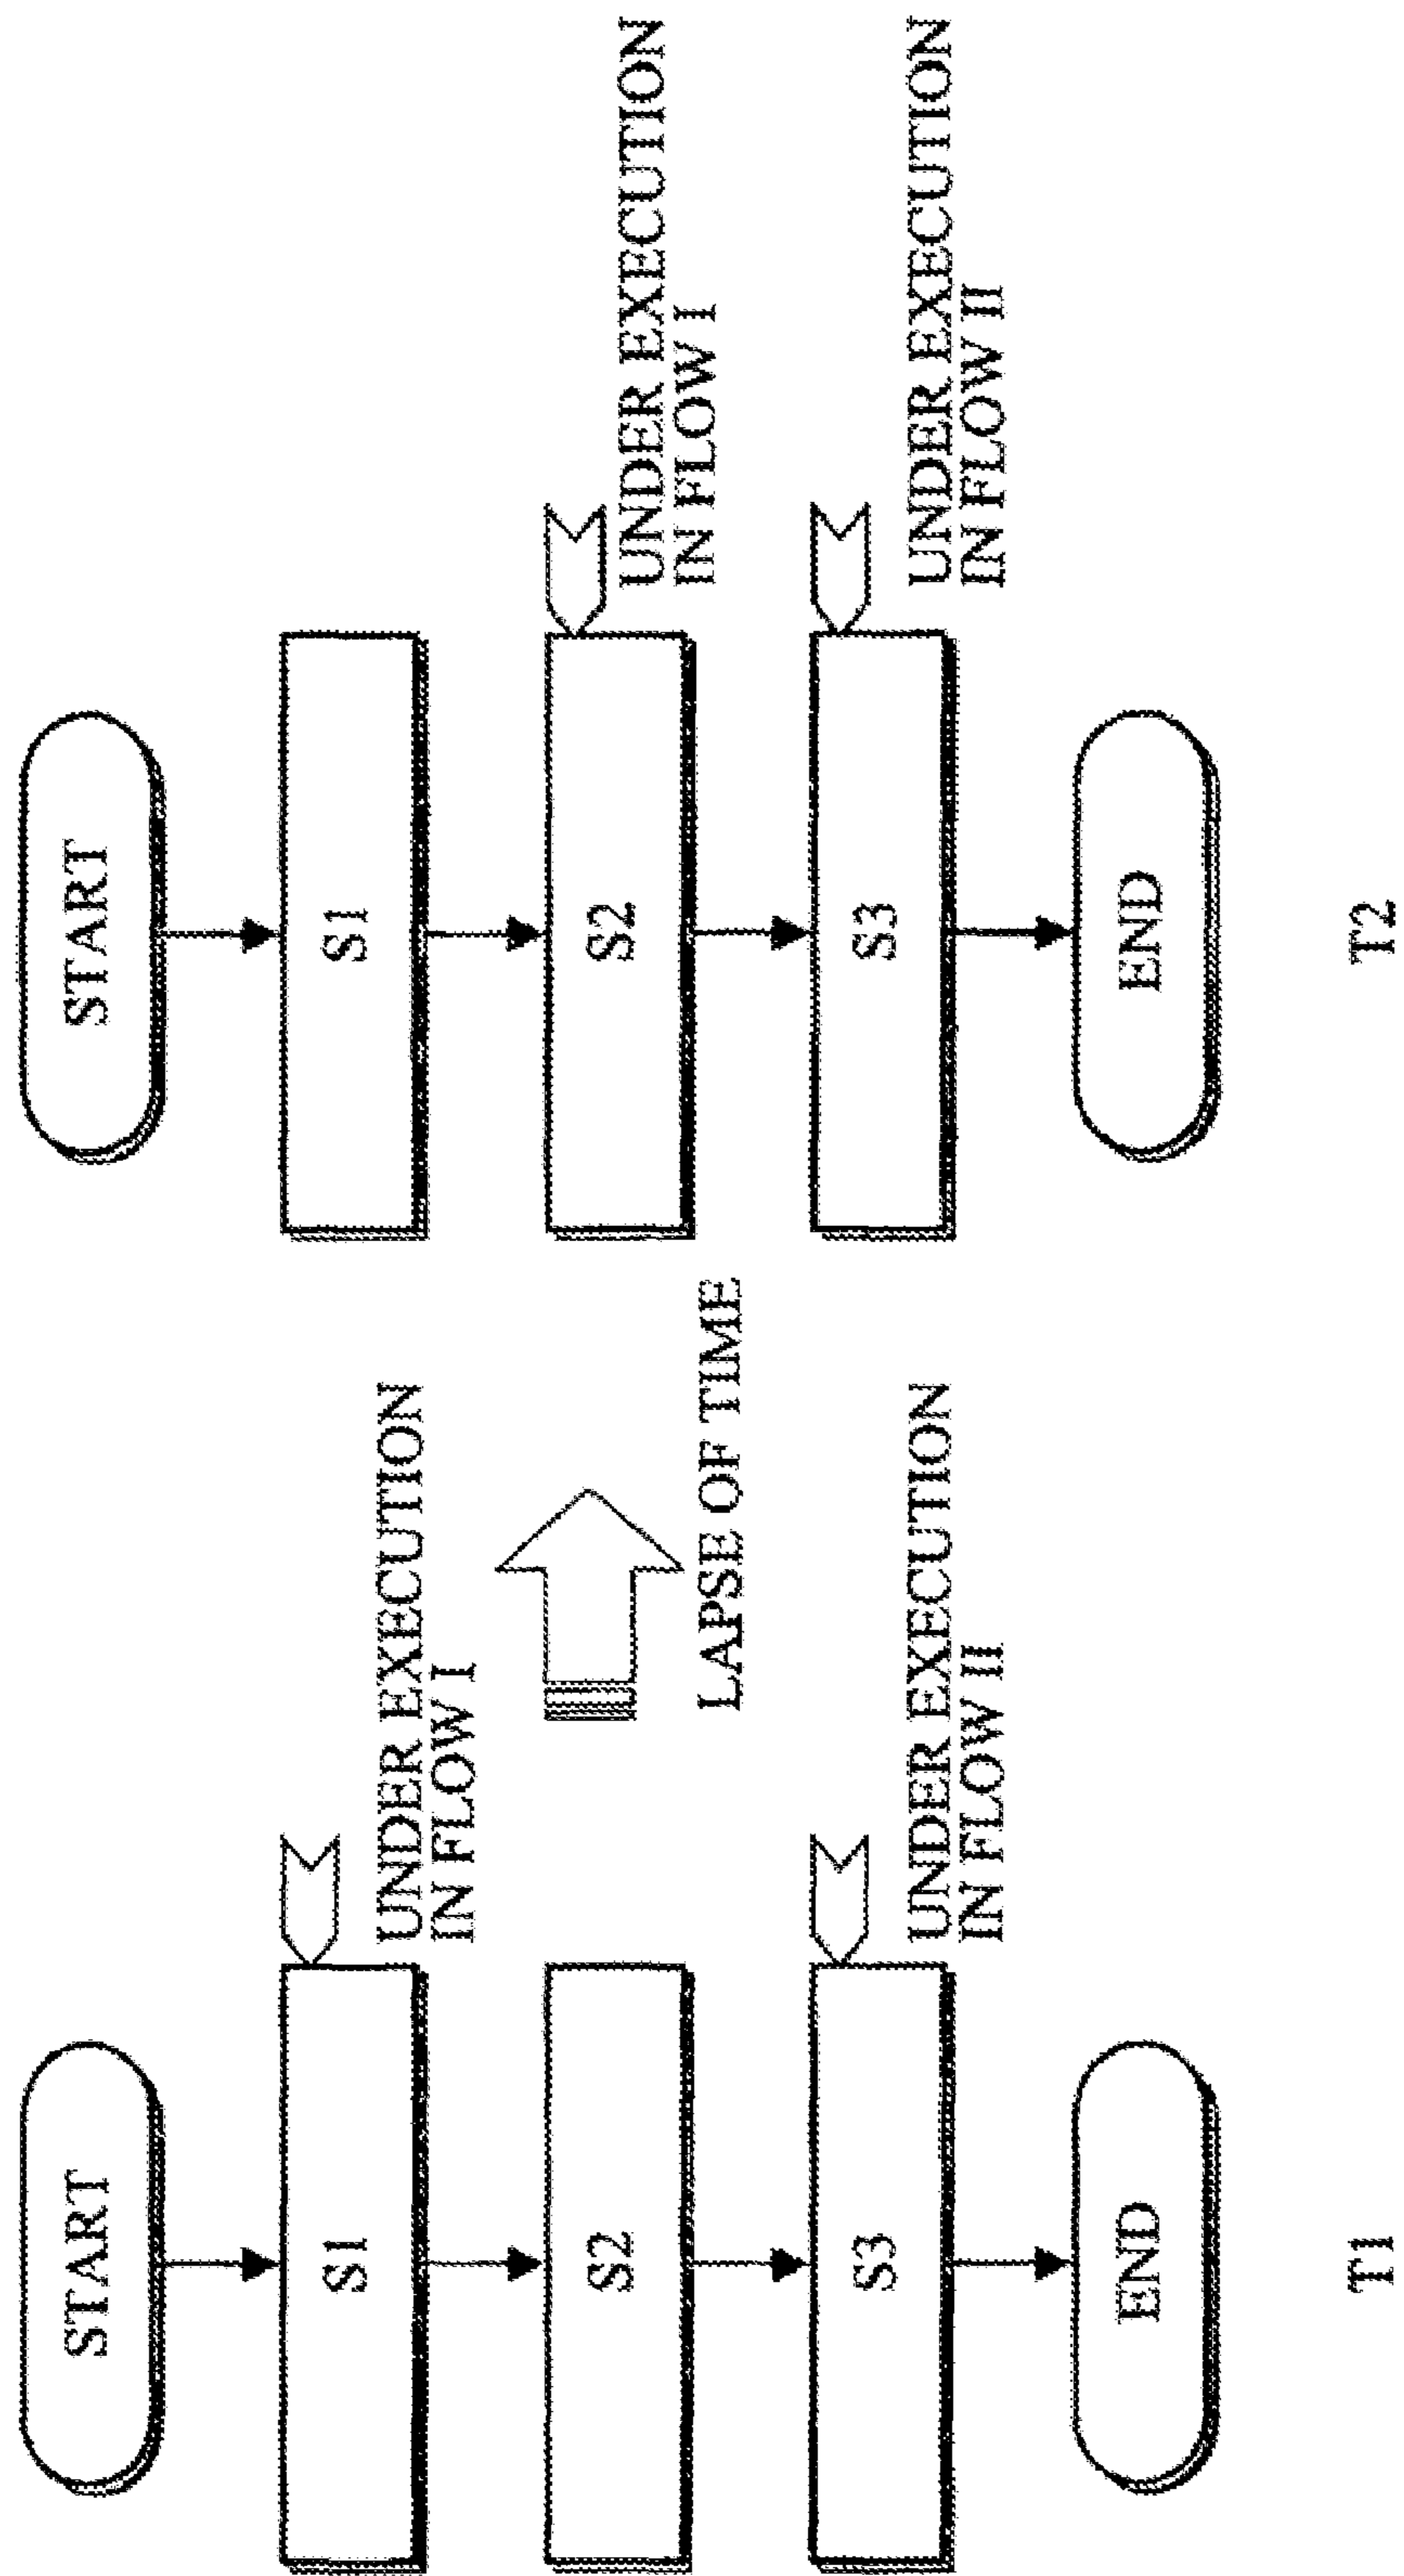 START
S1
UNDER EXECUTION
IN FLOW I
S2
S3
UNDER EXECUTION
IN FLOW II
END
T1
LAPSE OF TIME
START
S1
S2
UNDER EXECUTION
IN FLOW I
S3
UNDER EXECUTION
IN FLOW II
END
T2